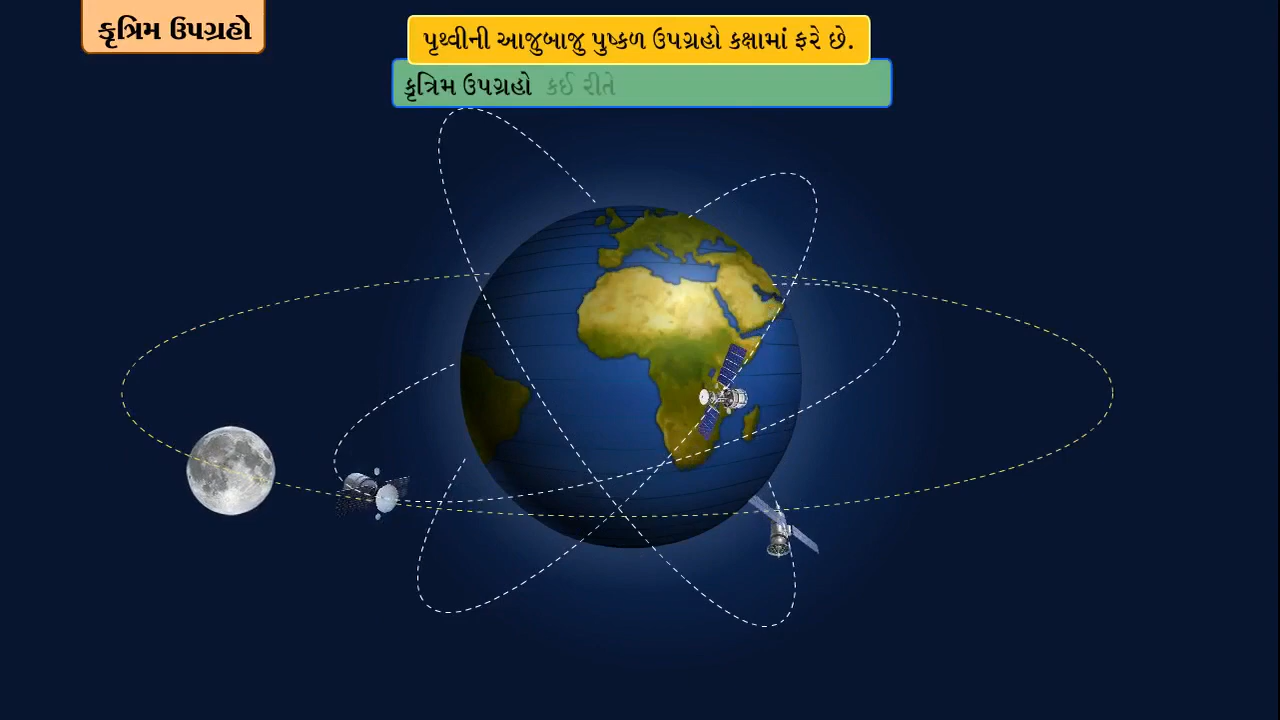 કૃત્રિમ ઉપગ્રહો
પૃથ્વીની આજુબાજુ પુષ્કળ ઉપગ્રહો કક્ષામાં ફરે છે.
કૃત્રિમ ઉપગ્રહો કઈ રીતે